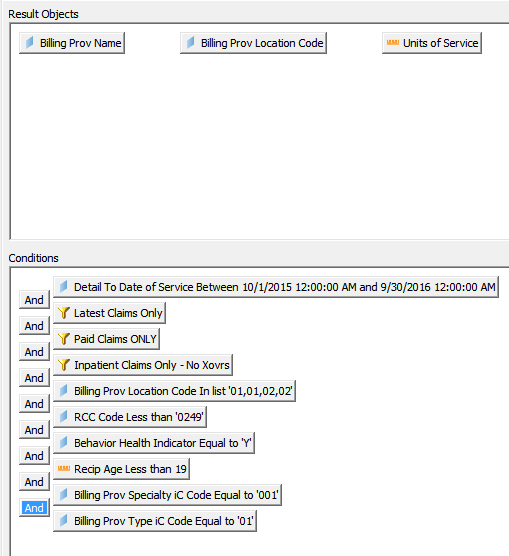 Result Objects
Billing Prov Name Billing Prov Location Code Units of Service
Conditions
Detail To Date of Service Between 10/1/2015 12:00:00 AM and 9/30/2016 12:00:00 AM
And
Latest Claims Only
And
Paid Claims ONLY
And
Inpatient Claims Only - No Xovrs
And
Billing Prov Location Code In list '01,01,02,02'
And
RCC Code Less than '0249'
And
Behavior Health Indicator Equal to 'Y'
And
Recip Age Less than 19
And
Billing Prov Specialty iC Code Equal to '001'
And
Billing Prov Type iC Code Equal to '01'